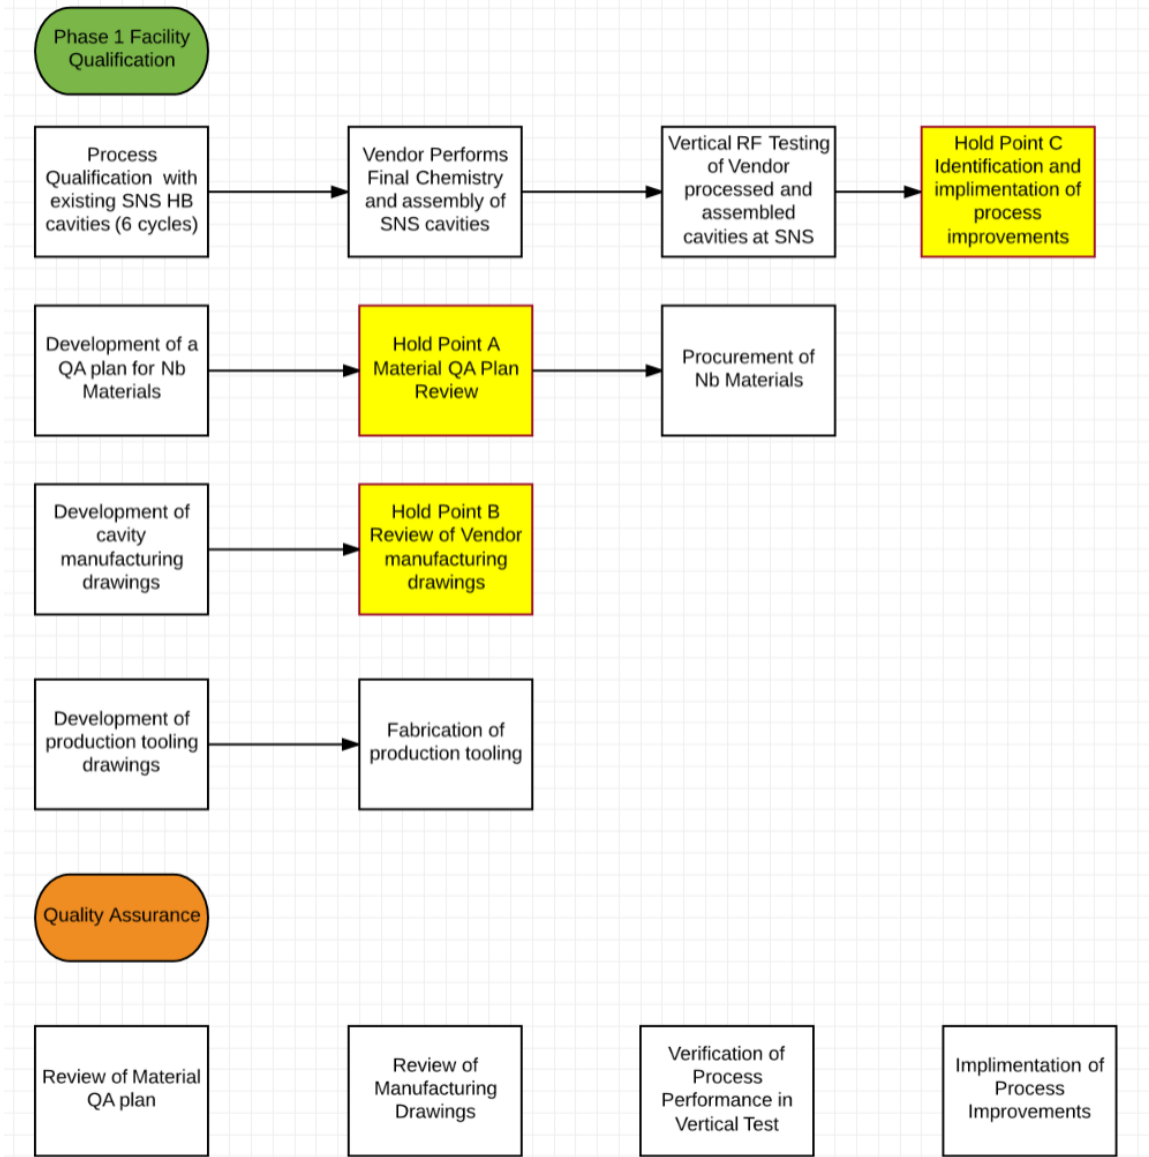 Phase 1 Facility
Qualification
Process
Qualification with
existing SNS HB
cavities (6 cycles)
Vendor Performs
Final Chemistry
and assembly of
SNS cavities
Vertical RF Testing
of Vendor
processed and
assembled
cavities at SNS
Hold Point C
Identification and
implimentation of
process
improvements
Development of a
QA plan for Nb
Materials
Hold Point A
Material QA Plan
Review
Procurement of
Nb Materials
Development of
cavity
manufacturing
drawings
Hold Point B
Review of Vendor
manufacturing
drawings
Development of
production tooling
drawings
Fabrication of
production tooling
Quality Assurance
Review of Material
QA plan
Review of
Manufacturing
Drawings
Verification of
Process
Performance in
Vertical Test
Implimentation of
Process
Improvements